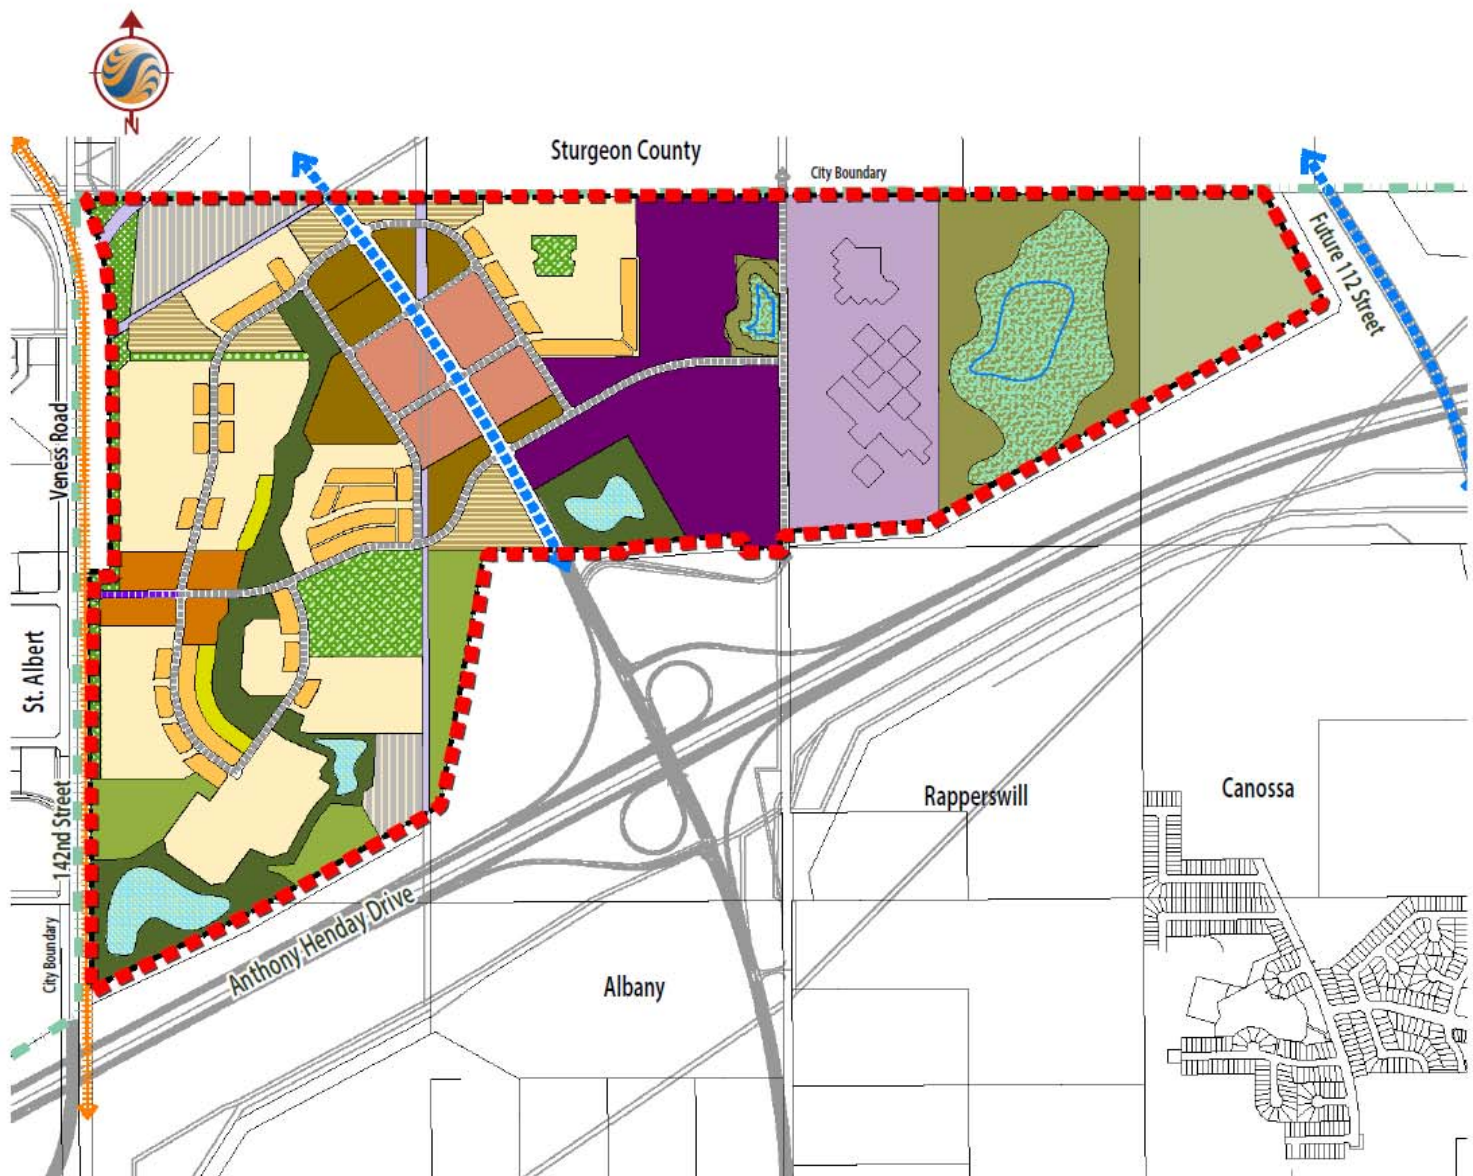 N
Sturgeon County
City Boundary
Future 112 Street
Veness Road
St. Albert
142nd Street
City Boundary
Anthony Henday Drive
Rapperswill
Canossa
Albany